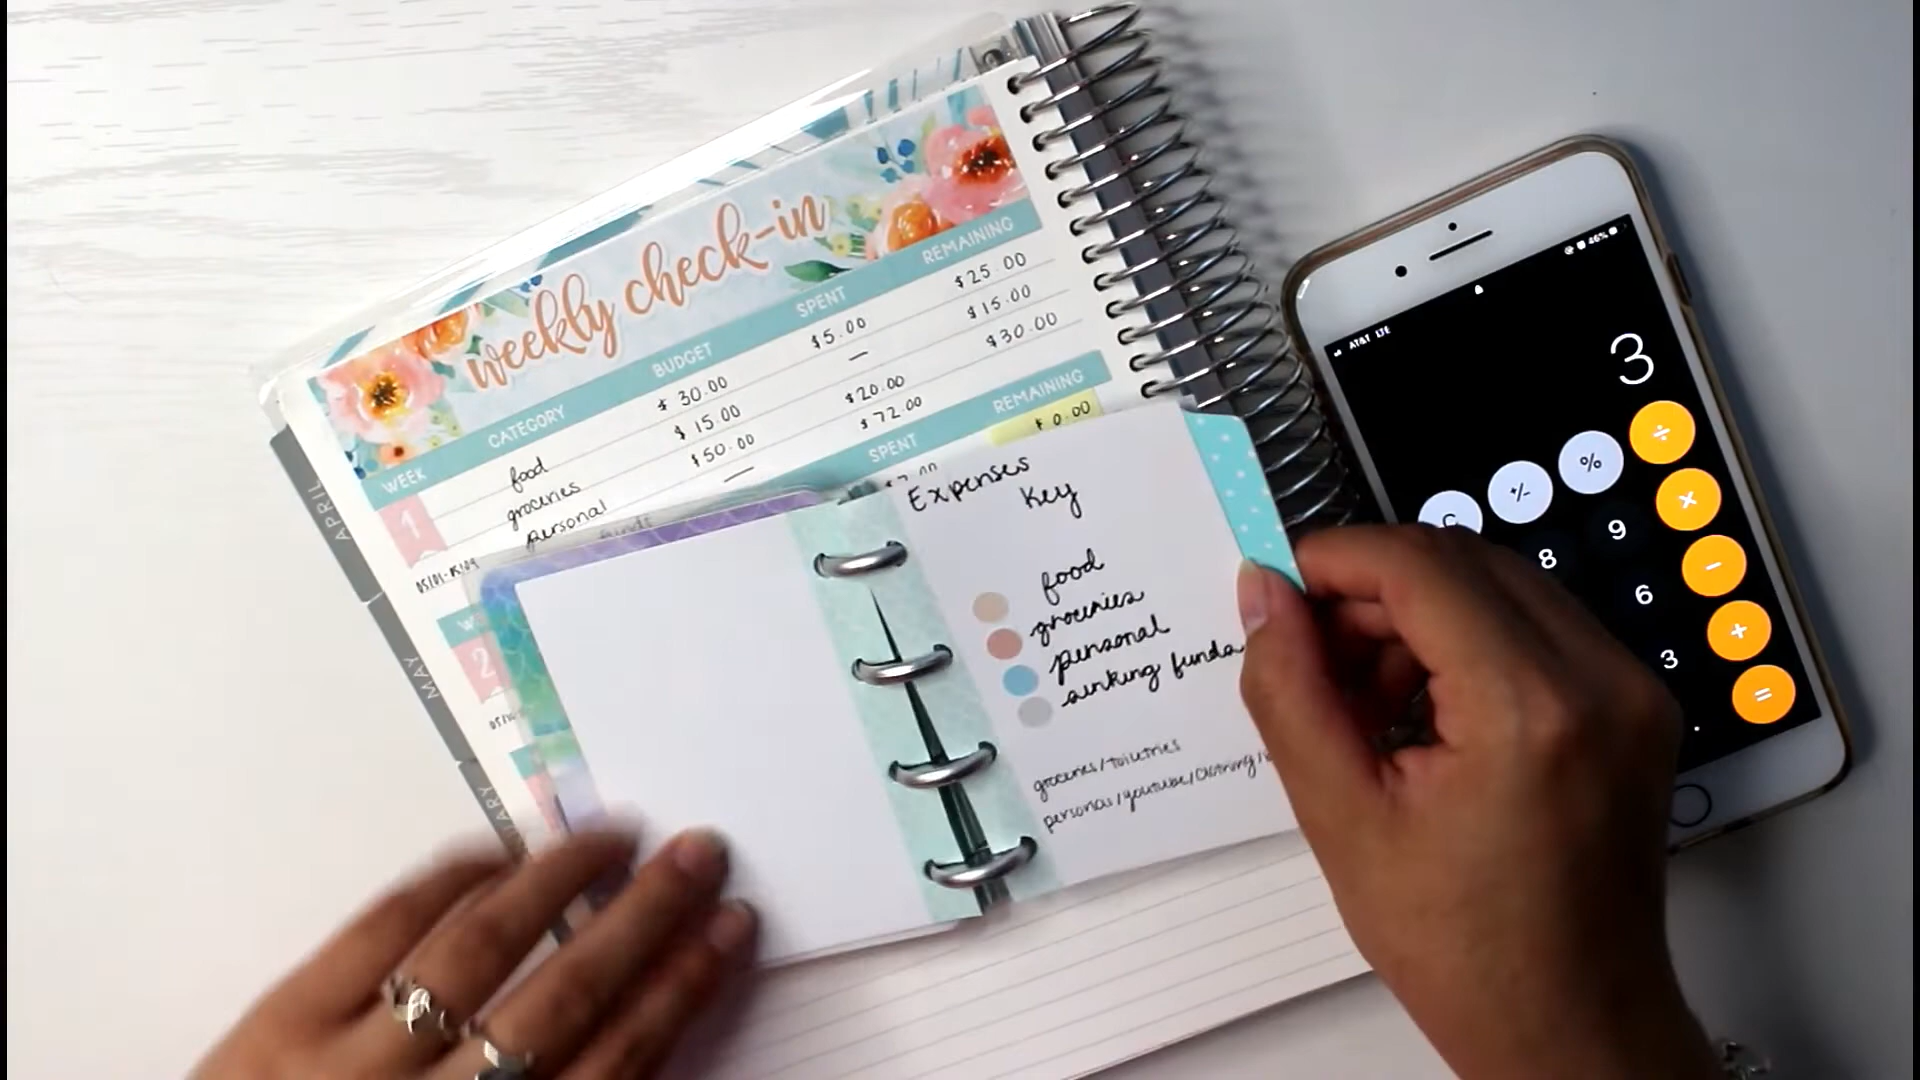 weekly check-in
WEEK CATEGORY BUDGET SPENT REMAINING
1 food $30.00 $5.00 $25.00
groceries $15.00 — $15.00
personal $50.00 $20.00 $30.00
— $72.00
SPENT REMAINING
$0.00
2
APRIL
MAY
Expenses
Key
food
groceries
personal
sinking funds
groceries/toiletries
personal/youtube/clothing/
AT&T LTE 46%
3
÷
C +/- % ×
8 9 −
6 +
3 =
.